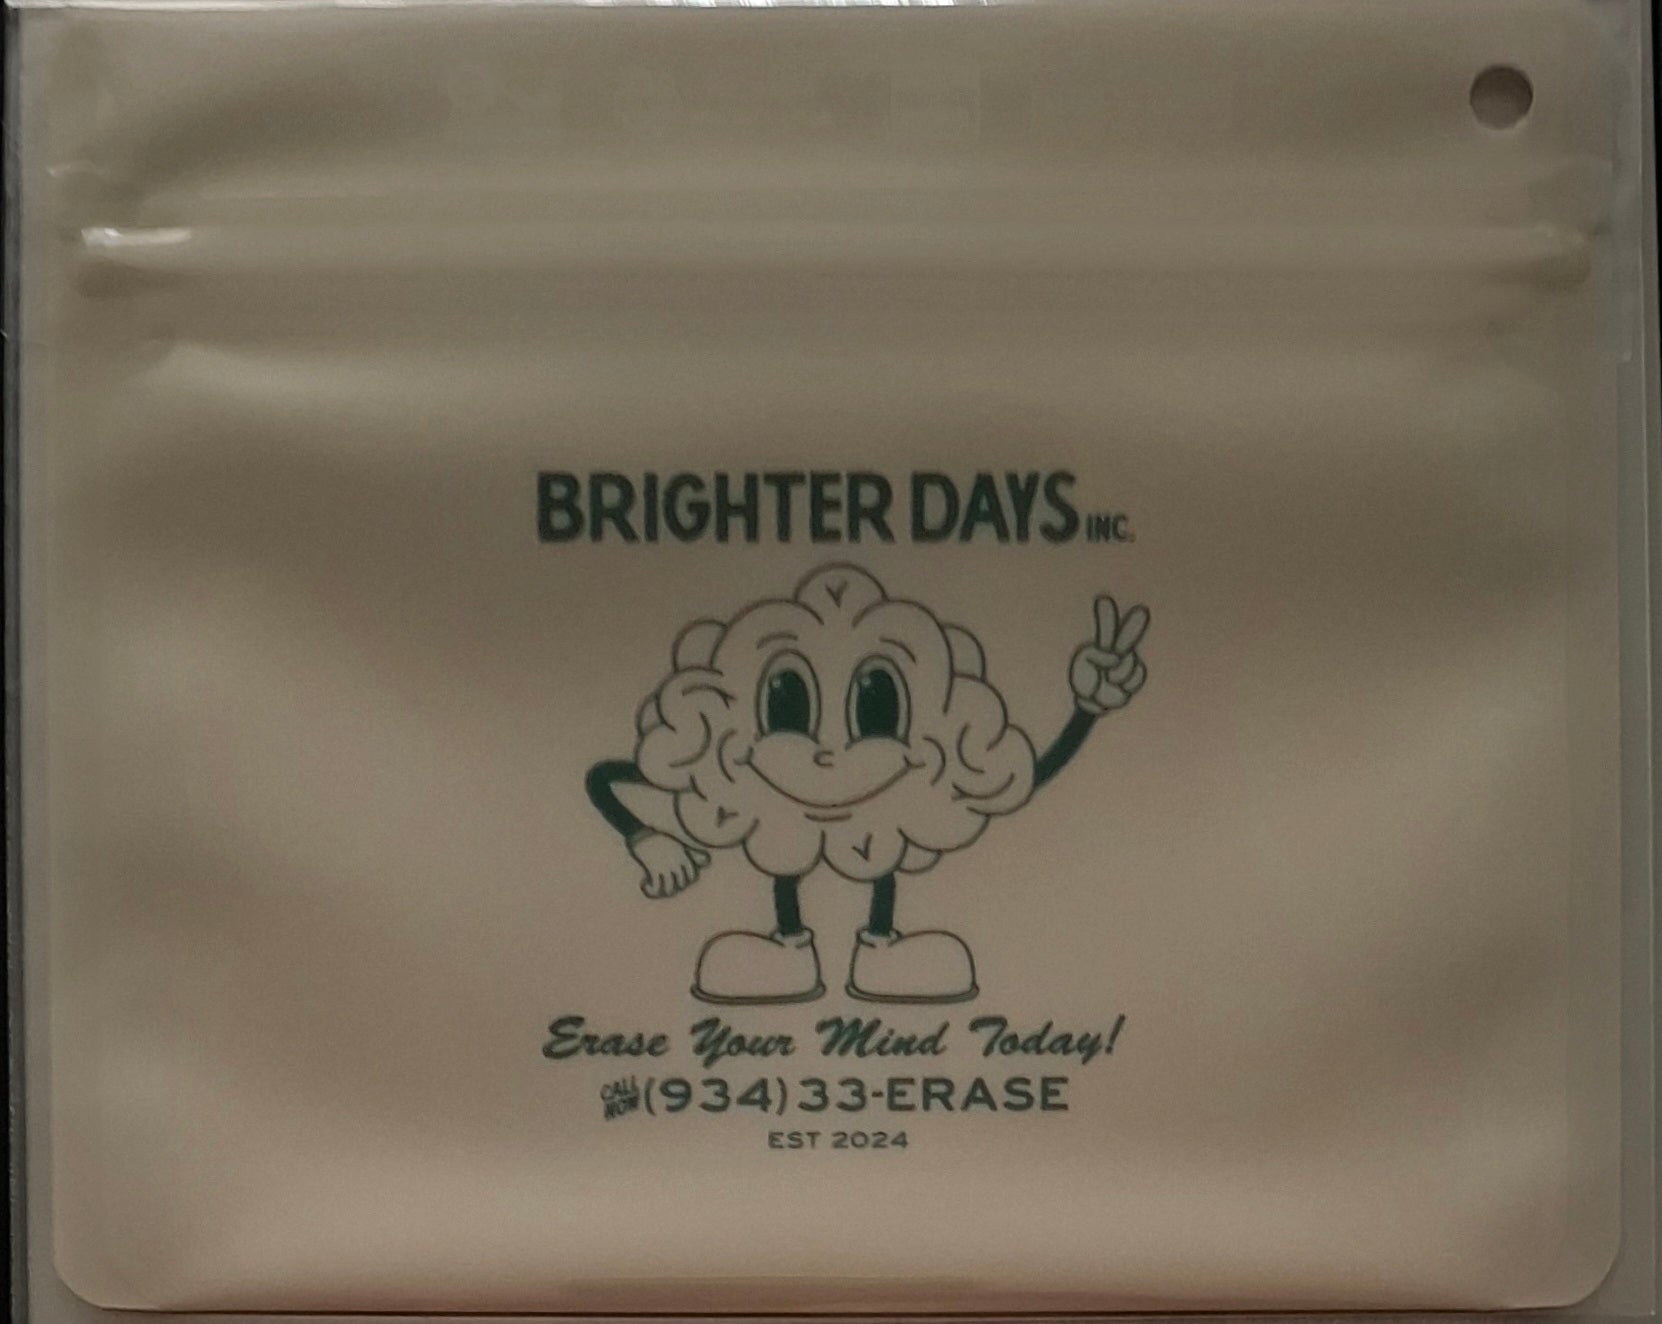 BRIGHTER DAYS INC.
Erase Your Mind Today!
CALL NOW (934) 33-ERASE
EST 2024